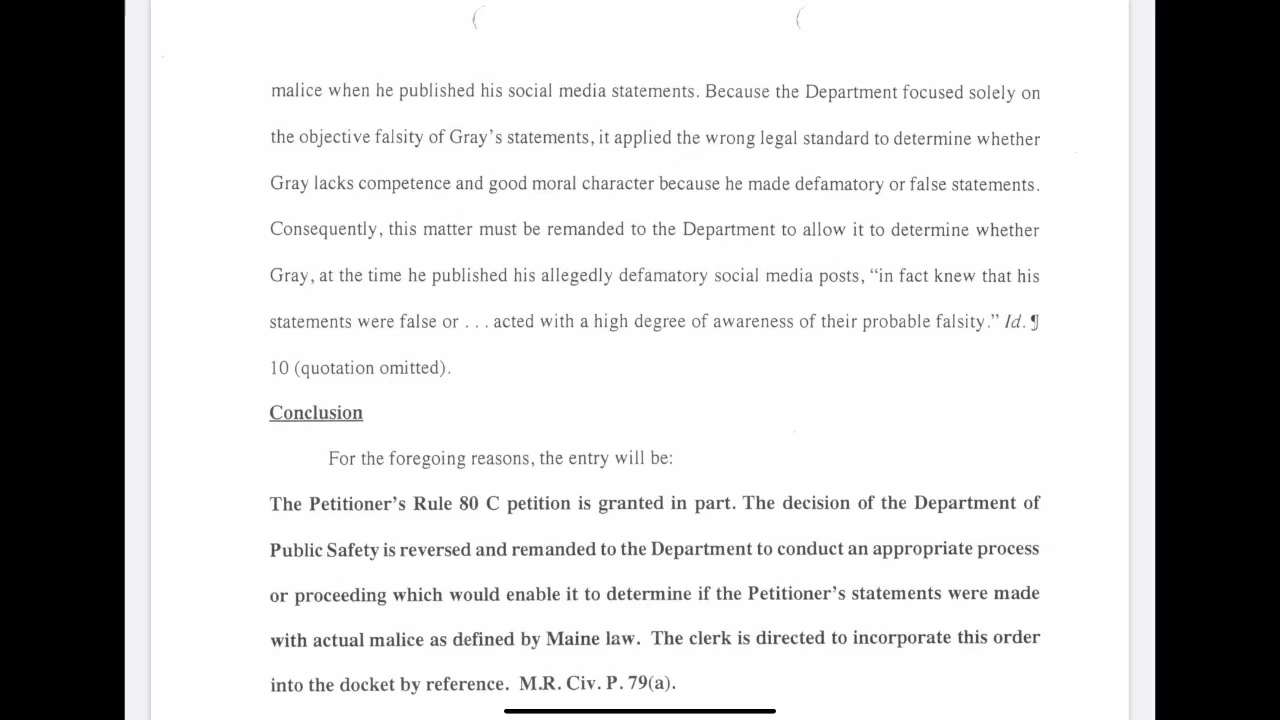 malice when he published his social media statements. Because the Department focused solely on
the objective falsity of Gray’s statements, it applied the wrong legal standard to determine whether
Gray lacks competence and good moral character because he made defamatory or false statements.
Consequently, this matter must be remanded to the Department to allow it to determine whether
Gray, at the time he published his allegedly defamatory social media posts, “in fact knew that his
statements were false or . . . acted with a high degree of awareness of their probable falsity.” Id. ¶
10 (quotation omitted).
Conclusion
For the foregoing reasons, the entry will be:
The Petitioner’s Rule 80 C petition is granted in part. The decision of the Department of
Public Safety is reversed and remanded to the Department to conduct an appropriate process
or proceeding which would enable it to determine if the Petitioner’s statements were made
with actual malice as defined by Maine law. The clerk is directed to incorporate this order
into the docket by reference. M.R. Civ. P. 79(a).